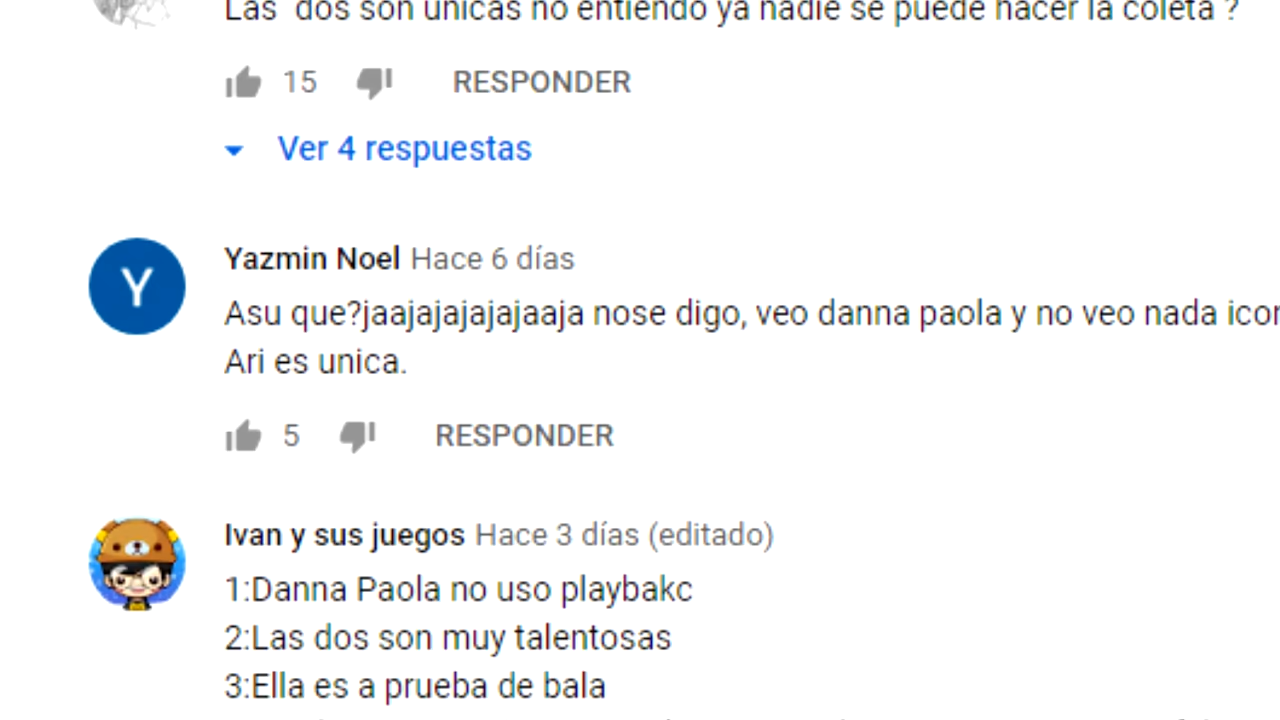 Las dos son unicas no entiendo ya nadie se puede hacer la coleta ?
15 RESPONDER
Ver 4 respuestas
Y
Yazmin Noel Hace 6 días
Asu que?jaajajajajajaaja nose digo, veo danna paola y no veo nada
Ari es unica.
5 RESPONDER
Ivan y sus juegos Hace 3 días (editado)
1:Danna Paola no uso playbakc
2:Las dos son muy talentosas
3:Ella es a prueba de bala